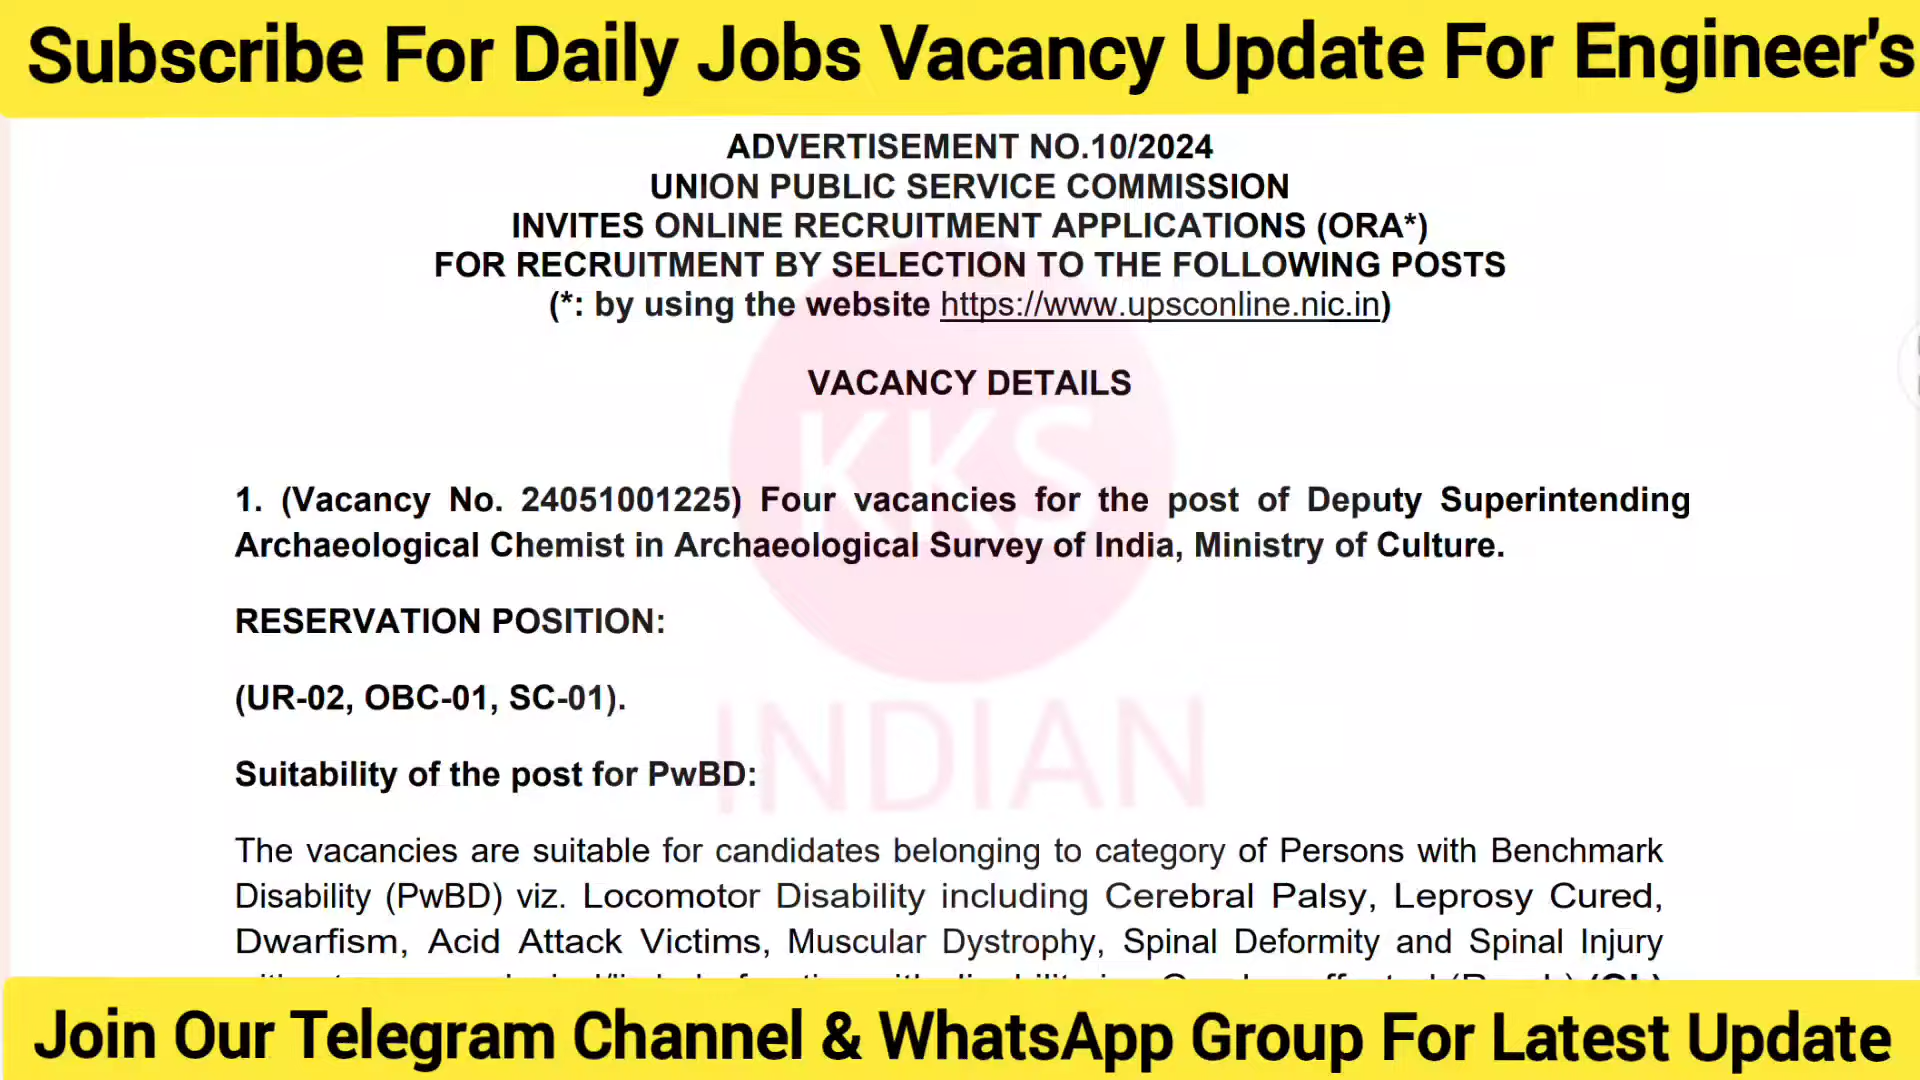 Subscribe For Daily Jobs Vacancy Update For Engineer's
ADVERTISEMENT NO.10/2024
UNION PUBLIC SERVICE COMMISSION
INVITES ONLINE RECRUITMENT APPLICATIONS (ORA*)
FOR RECRUITMENT BY SELECTION TO THE FOLLOWING POSTS
(*: by using the website https://www.upsconline.nic.in)
VACANCY DETAILS
KKS
1. (Vacancy No. 24051001225) Four vacancies for the post of Deputy Superintending
Archaeological Chemist in Archaeological Survey of India, Ministry of Culture.
RESERVATION POSITION:
(UR-02, OBC-01, SC-01).
INDIAN
Suitability of the post for PwBD:
The vacancies are suitable for candidates belonging to category of Persons with Benchmark
Disability (PwBD) viz. Locomotor Disability including Cerebral Palsy, Leprosy Cured,
Dwarfism, Acid Attack Victims, Muscular Dystrophy, Spinal Deformity and Spinal Injury
Join Our Telegram Channel & WhatsApp Group For Latest Update